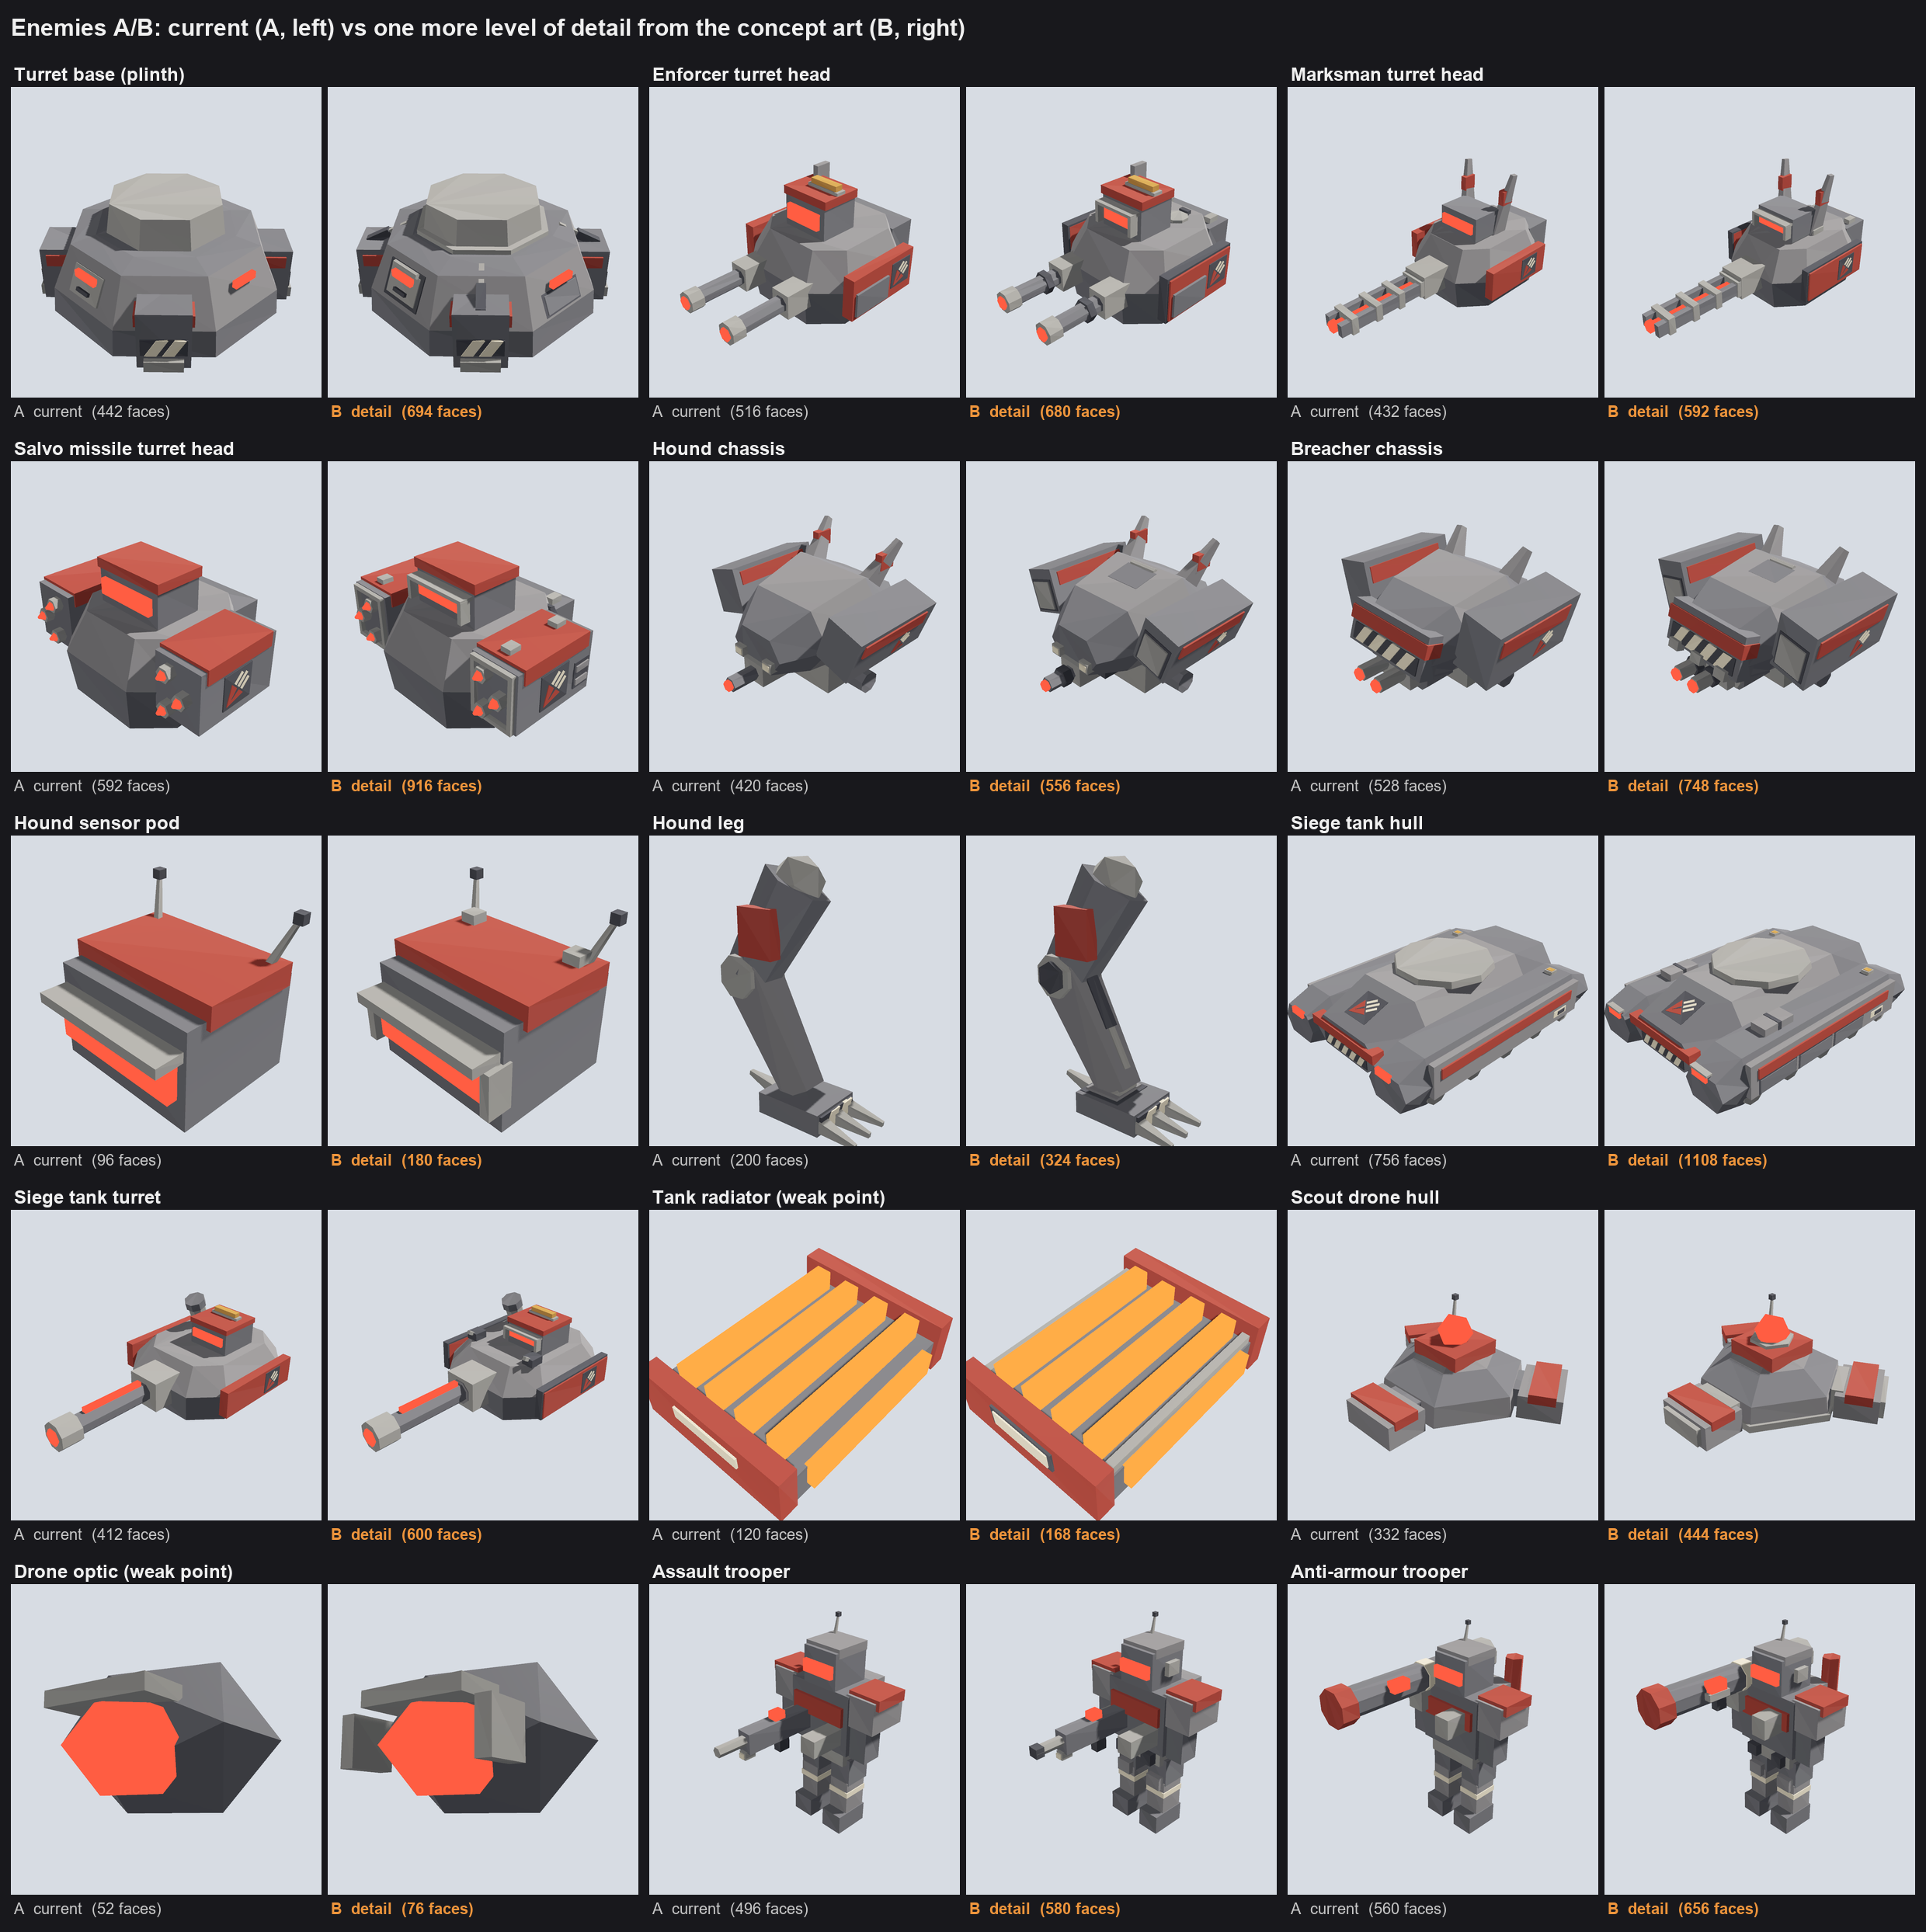 Enemies A/B: current (A, left) vs one more level of detail from the concept art (B, right)
Turret base (plinth)
Enforcer turret head
Marksman turret head
A current (442 faces)
B detail (694 faces)
A current (516 faces)
B detail (680 faces)
A current (432 faces)
B detail (592 faces)
Salvo missile turret head
Hound chassis
Breacher chassis
A current (592 faces)
B detail (916 faces)
A current (420 faces)
B detail (556 faces)
A current (528 faces)
B detail (748 faces)
Hound sensor pod
Hound leg
Siege tank hull
A current (96 faces)
B detail (180 faces)
A current (200 faces)
B detail (324 faces)
A current (756 faces)
B detail (1108 faces)
Siege tank turret
Tank radiator (weak point)
Scout drone hull
A current (412 faces)
B detail (600 faces)
A current (120 faces)
B detail (168 faces)
A current (332 faces)
B detail (444 faces)
Drone optic (weak point)
Assault trooper
Anti-armour trooper
A current (52 faces)
B detail (76 faces)
A current (496 faces)
B detail (580 faces)
A current (560 faces)
B detail (656 faces)